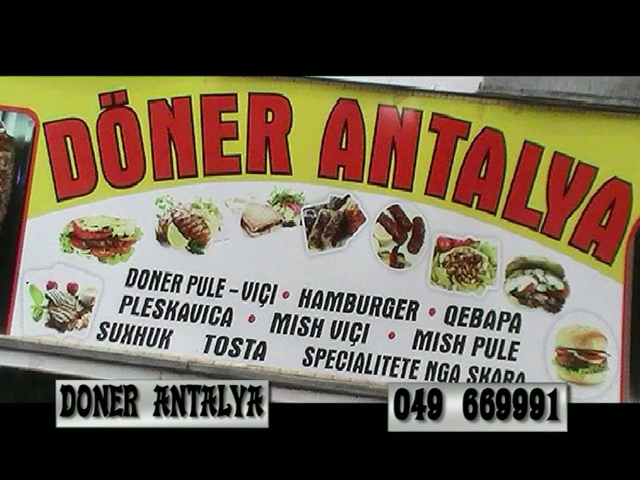 DÖNER ANTALYA
DONER PULE-VIÇI • HAMBURGER • QEBAPA
PLESKAVICA • MISH VIÇI • MISH PULE
SUXHUK TOSTA SPECIALITETE NGA SKARA
DONER ANTALYA
049 669991